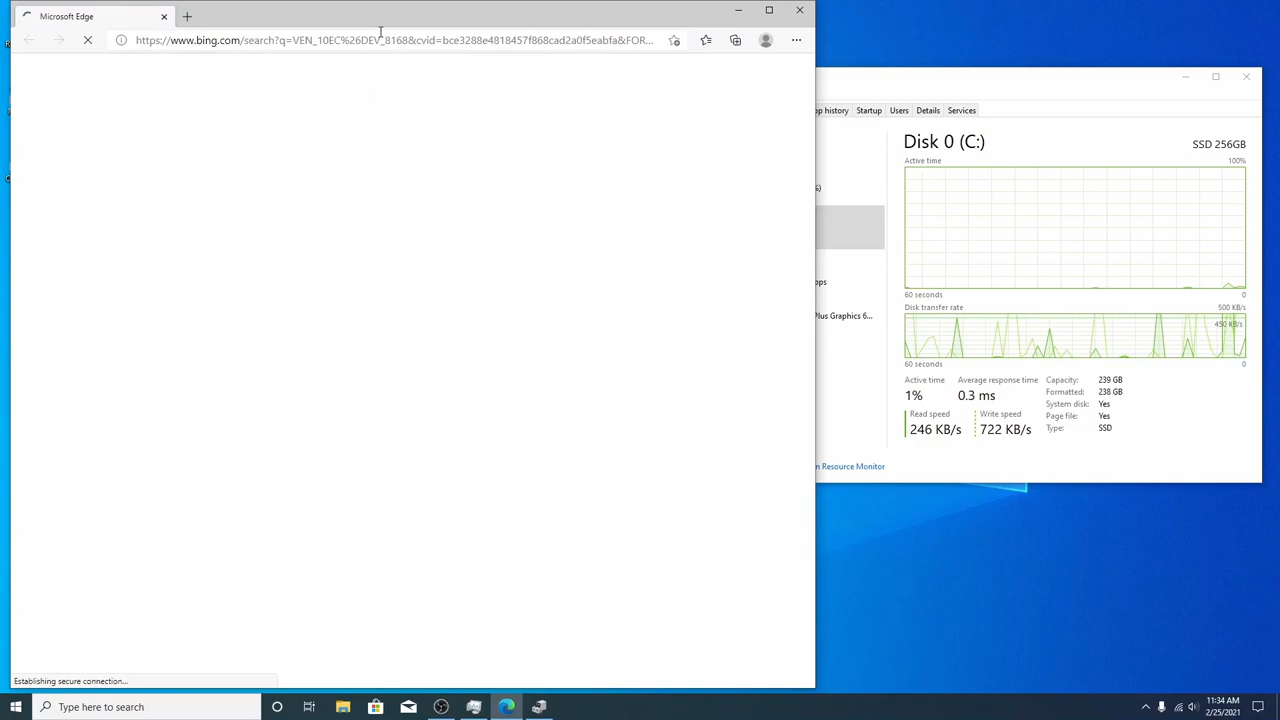 Microsoft Edge
https://www.bing.com/search?q=VEN_10EC%26DEV_8168&cvid=bce3288e4818457f868cad2a0f5eabfa&FOR...
pp history Startup Users Details Services
Disk 0 (C:)
SSD 256GB
Active time
100%
%)
60 seconds
0
ops
Disk transfer rate
500 KB/s
Plus Graphics 6...
450 KB/s
60 seconds
0
Active time
1%
Average response time
0.3 ms
Read speed
246 KB/s
Write speed
722 KB/s
Capacity: 239 GB
Formatted: 238 GB
System disk: Yes
Page file: Yes
Type: SSD
n Resource Monitor
Establishing secure connection...
Type here to search
11:34 AM
2/25/2021